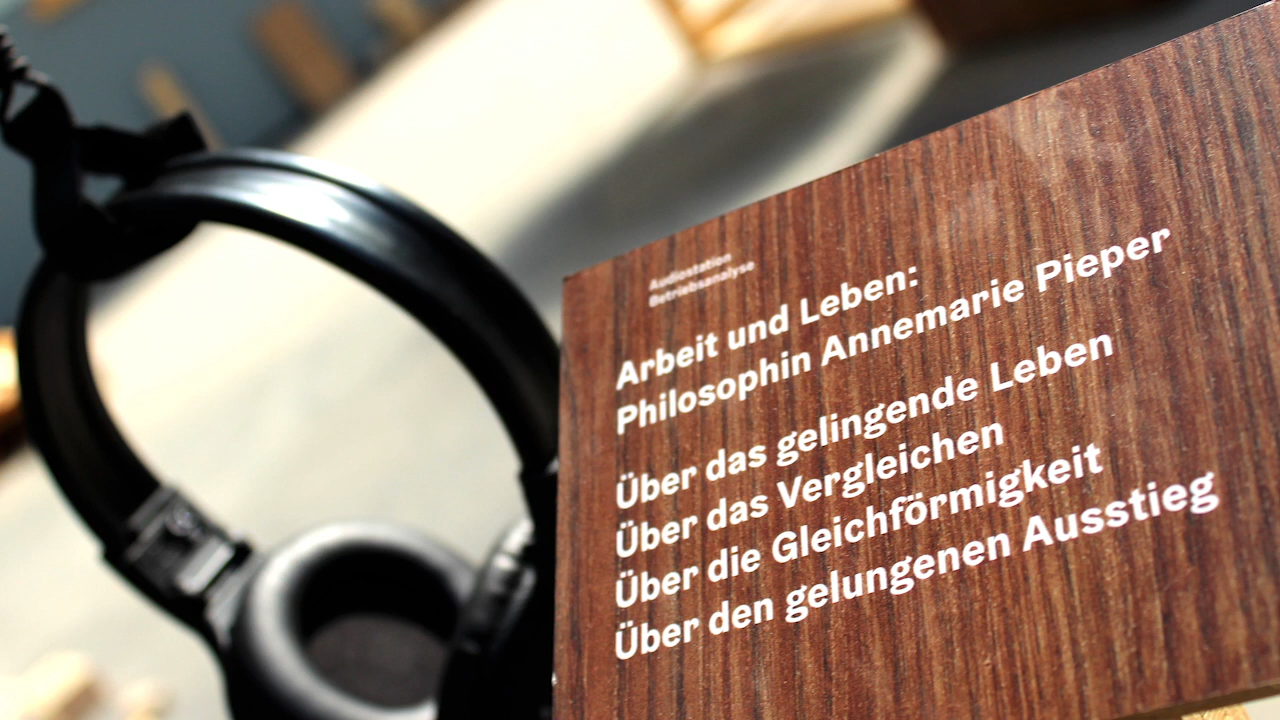 Audiostation
Betriebsanalyse
Arbeit und Leben:
Philosophin Annemarie Pieper
Über das gelingende Leben
Über das Vergleichen
Über die Gleichförmigkeit
Über den gelungenen Ausstieg